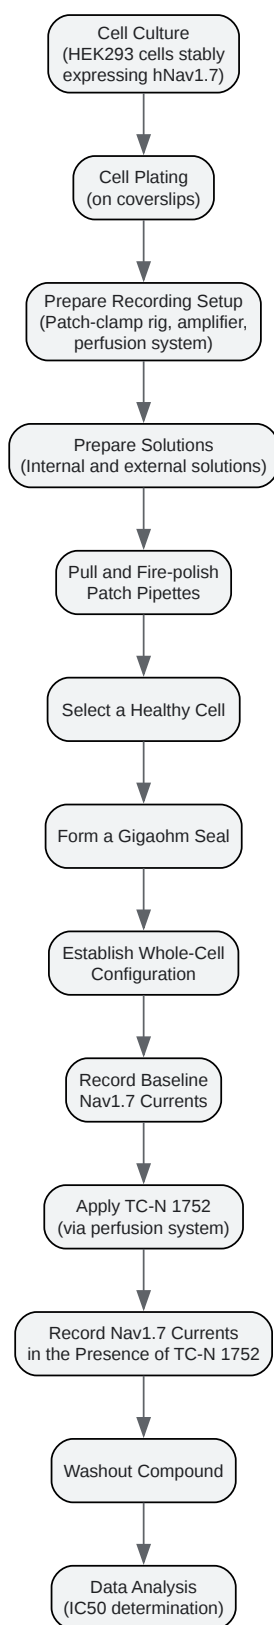 Cell Culture
(HEK293 cells stably
expressing hNav1.7)
Cell Plating
(on coverslips)
Prepare Recording Setup
(Patch-clamp rig, amplifier,
perfusion system)
Prepare Solutions
(Internal and external solutions)
Pull and Fire-polish
Patch Pipettes
Select a Healthy Cell
Form a Gigaohm Seal
Establish Whole-Cell
Configuration
Record Baseline
Nav1.7 Currents
Apply TC-N 1752
(via perfusion system)
Record Nav1.7 Currents
in the Presence of TC-N 1752
Washout Compound
Data Analysis
(IC50 determination)